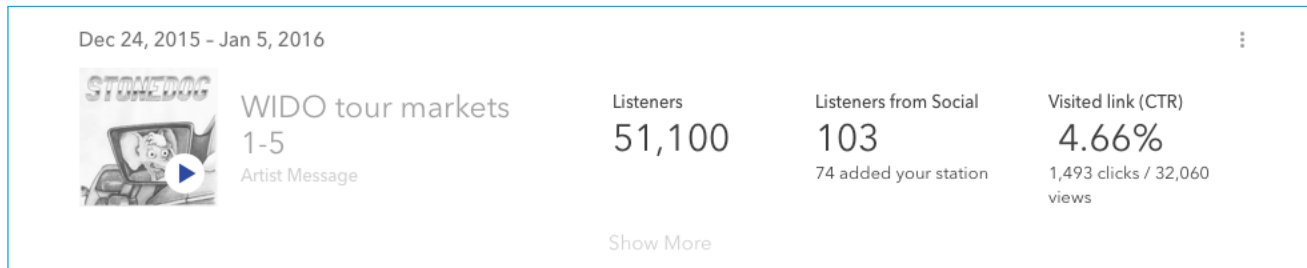 Dec 24, 2015 – Jan 5, 2016
STONEDOG
WIDO tour markets
1-5
Artist Message
Listeners
51,100
Listeners from Social
103
74 added your station
Visited link (CTR)
4.66%
1,493 clicks / 32,060
views
Show More